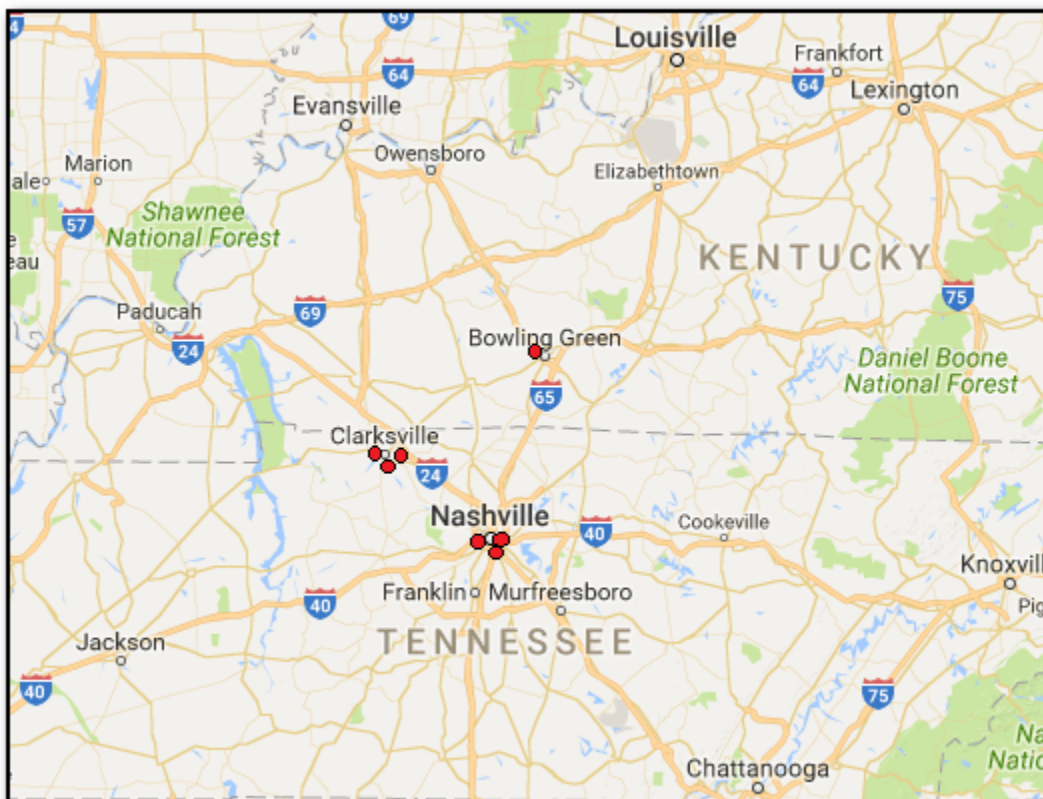 69
64
Louisville
Frankfort
64
Lexington
64
Evansville
Owensboro
Marion
Elizabethtown
ale
57
Shawnee
National Forest
e
eau
KENTUCKY
75
Paducah
69
24
Bowling Green
Daniel Boone
National Forest
65
Clarksville
24
Nashville
40
Cookeville
Knoxvill
Franklin
Murfreesboro
Pig
40
TENNESSEE
Jackson
40
75
Na
Natio
Chattanooga